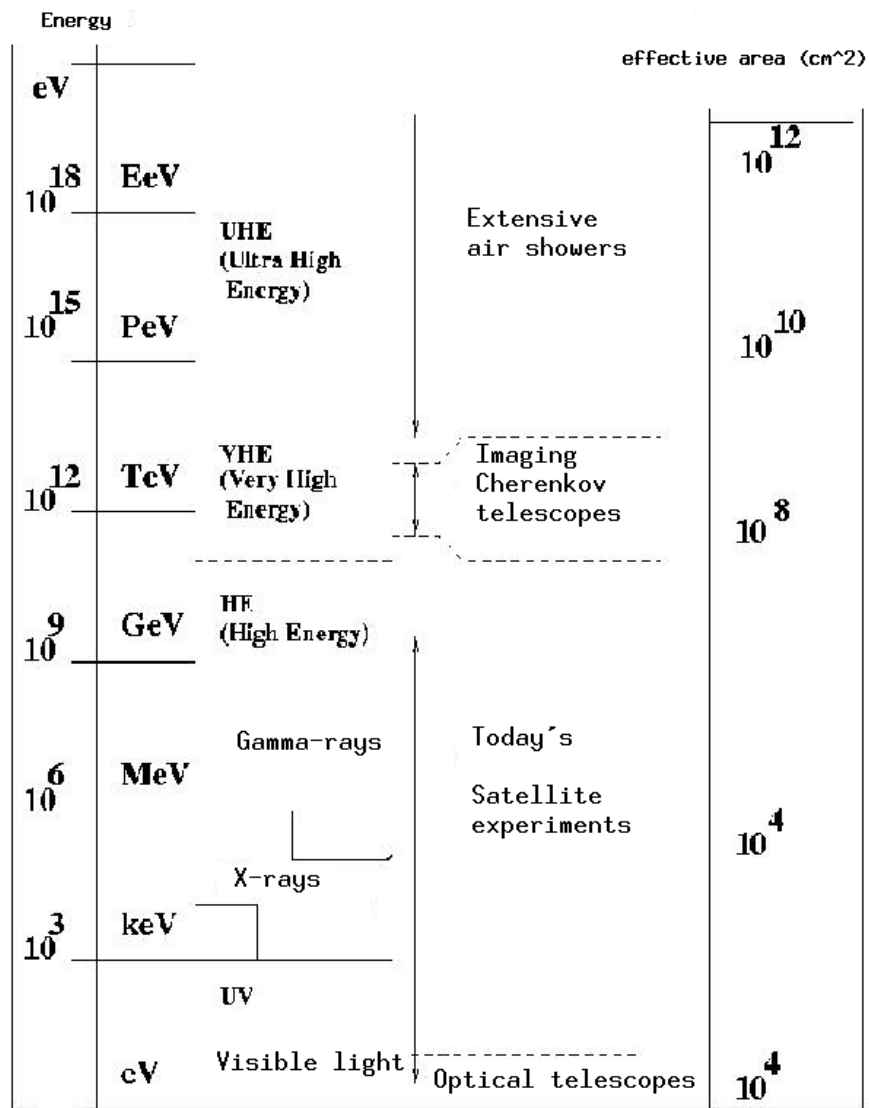 Energy
effective area (cm^2)
eV
10^12
10^18 EeV
Extensive
air showers
UHE
(Ultra High
Energy)
10^15 PeV
10^10
VHE
(Very High
Energy)
Imaging
Cherenkov
telescopes
10^12 TeV
10^8
HE
(High Energy)
10^9 GeV
Gamma-rays
Today´s
Satellite
experiments
10^6 MeV
10^4
X-rays
10^3 keV
UV
Visible light
eV
Optical telescopes
10^4